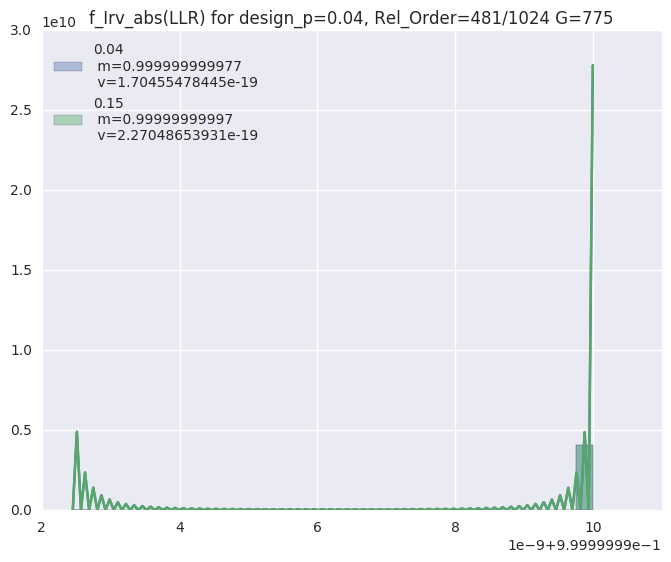 f_Irv_abs(LLR) for design_p=0.04, Rel_Order=481/1024 G=775
1e10
3.0
0.04
m=0.999999999977
v=1.70455478445e-19
0.15
m=0.99999999997
v=2.27048653931e-19
2.5
2.0
1.5
1.0
0.5
0.0
2 4 6 8 10
1e-9+9.9999999e-1